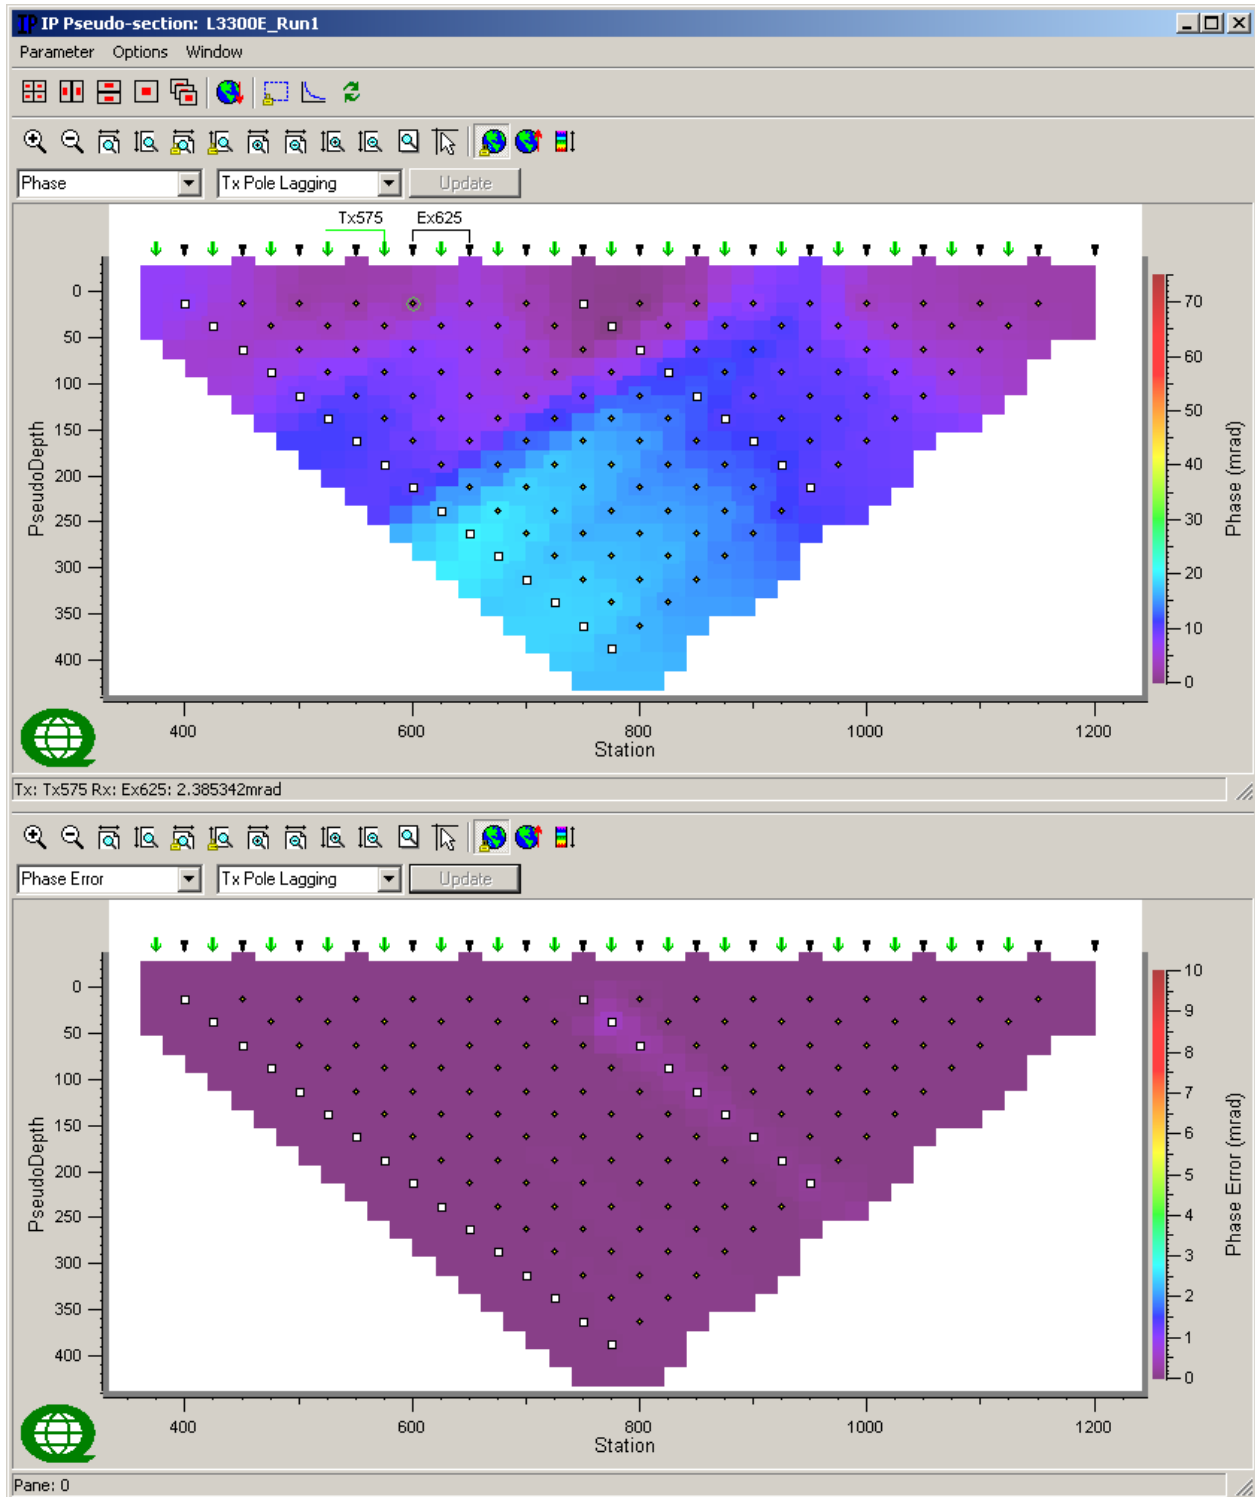 IP IP Pseudo-section: L3300E_Run1
Parameter Options Window
Phase Tx Pole Lagging Update
Tx575 Ex625
0
50
100
150
200
250
300
350
400
PseudoDepth
400 600 800 1000 1200
Station
70
60
50
40
30
20
10
0
Phase (mrad)
Tx: Tx575 Rx: Ex625: 2.385342mrad
Phase Error Tx Pole Lagging Update
0
50
100
150
200
250
300
350
400
PseudoDepth
400 600 800 1000 1200
Station
10
9
8
7
6
5
4
3
2
1
0
Phase Error (mrad)
Pane: 0